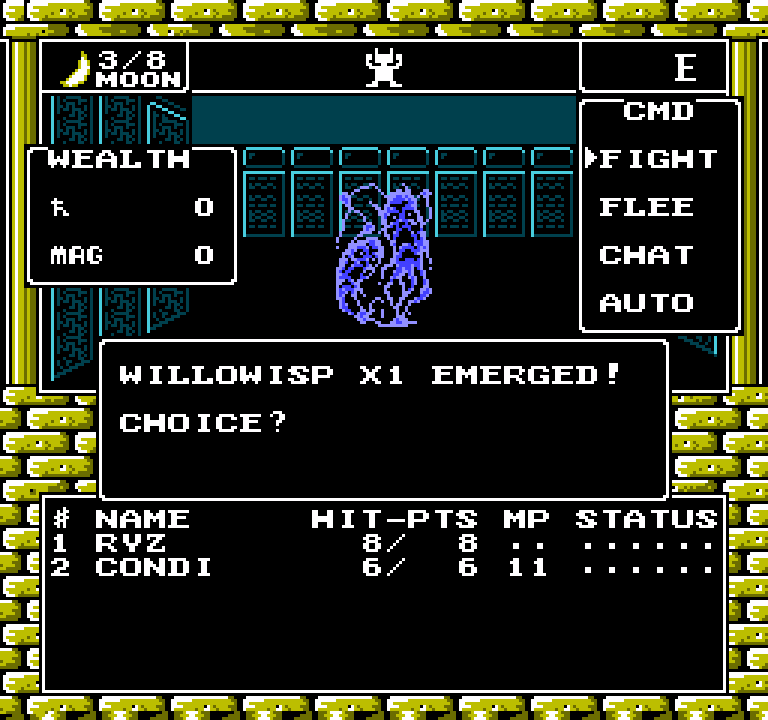 3/8
MOON
E
CMD
FIGHT
FLEE
CHAT
AUTO
WEALTH
0
MAG 0
WILLOWISP X1 EMERGED!
CHOICE?
# NAME HIT-PTS MP STATUS
1 RYZ 8/ 8 .. ......
2 CONDI 6/ 6 11 ......